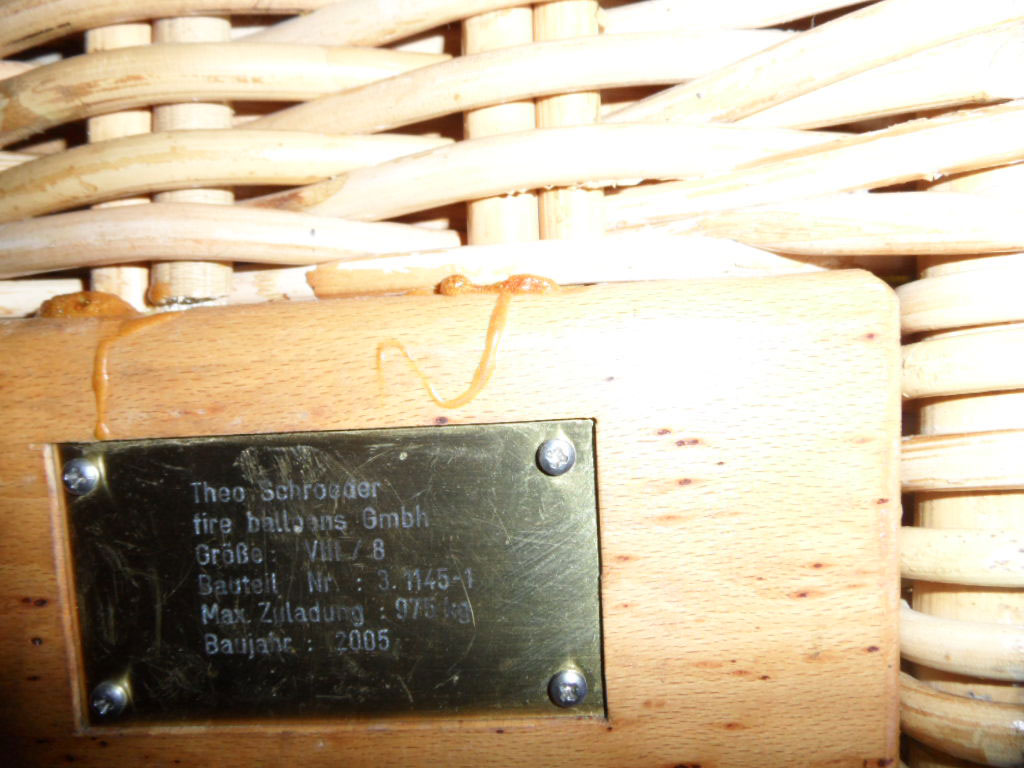 Theo Schroeder
fire balloons Gmbh
Größe : VIII / 8
Bauteil Nr. : 3.1145-1
Max. Zuladung : 975 kg
Baujahr : 2005